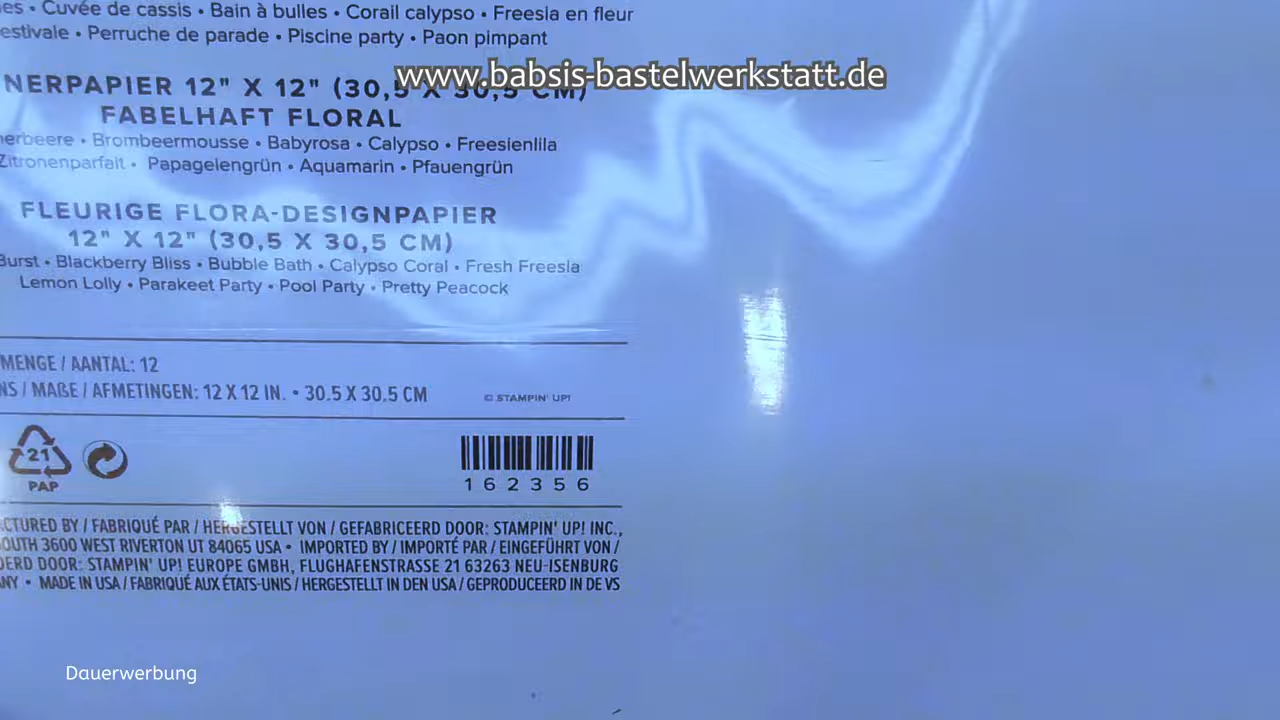 es • Cuvée de cassis • Bain à bulles • Corail calypso • Freesia en fleur
estivale • Perruche de parade • Piscine party • Paon pimpant
www.babsis-bastelwerkstatt.de
NERPAPIER 12" X 12" (30,5 X 30,5 CM)
FABELHAFT FLORAL
erbeere • Brombeermousse • Babyrosa • Calypso • Freesienlila
Zitronenparfait • Papageiengrün • Aquamarin • Pfauengrün
FLEURIGE FLORA-DESIGNPAPIER
12" X 12" (30,5 X 30,5 CM)
Burst • Blackberry Bliss • Bubble Bath • Calypso Coral • Fresh Freesia
Lemon Lolly • Parakeet Party • Pool Party • Pretty Peacock
MENGE / AANTAL: 12
NS / MAßE / AFMETINGEN: 12 X 12 IN. • 30.5 X 30.5 CM
© STAMPIN' UP!
21
PAP
162356
CTURED BY / FABRIQUÉ PAR / HERGESTELLT VON / GEFABRICEERD DOOR: STAMPIN' UP! INC.,
OUTH 3600 WEST RIVERTON UT 84065 USA • IMPORTED BY / IMPORTÉ PAR / EINGEFÜHRT VON /
ERD DOOR: STAMPIN' UP! EUROPE GMBH, FLUGHAFENSTRASSE 21 63263 NEU-ISENBURG
NY • MADE IN USA / FABRIQUÉ AUX ÉTATS-UNIS / HERGESTELLT IN DEN USA / GEPRODUCEERD IN DE VS
Dauerwerbung